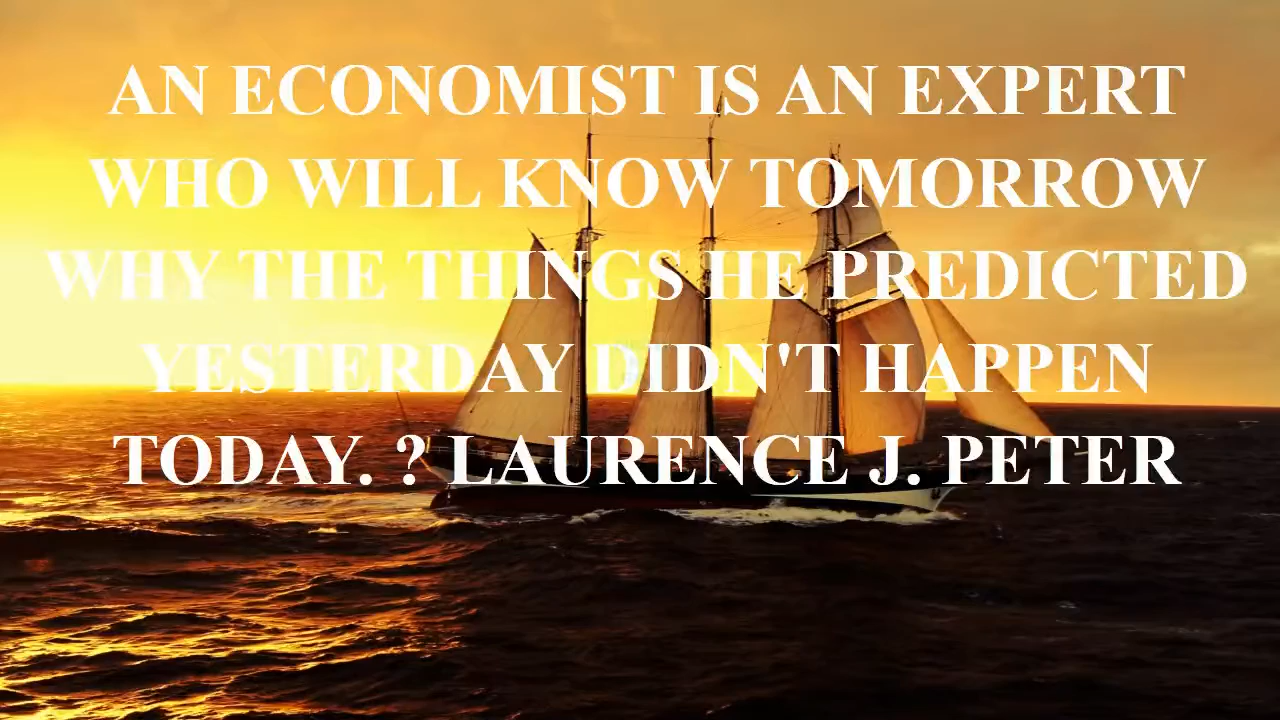 AN ECONOMIST IS AN EXPERT
WHO WILL KNOW TOMORROW
WHY THE THINGS HE PREDICTED
YESTERDAY DIDN'T HAPPEN
TODAY. ? LAURENCE J. PETER